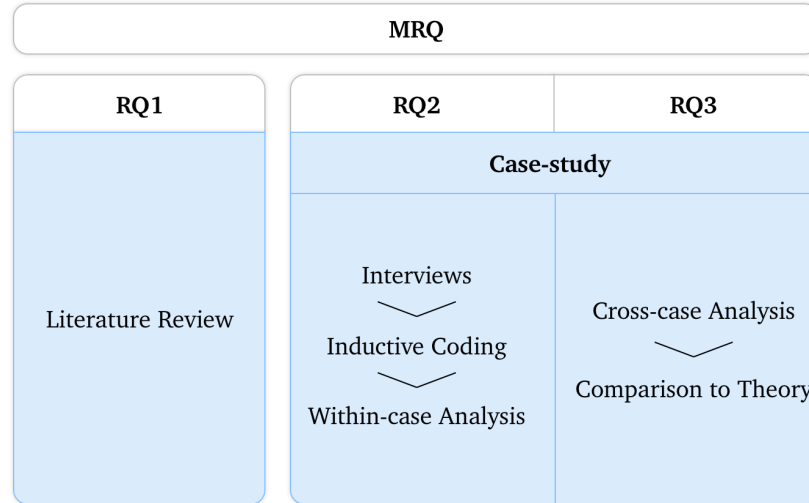 MRQ
RQ1
RQ2
RQ3
Case-study
Literature Review
Interviews
Inductive Coding
Within-case Analysis
Cross-case Analysis
Comparison to Theory